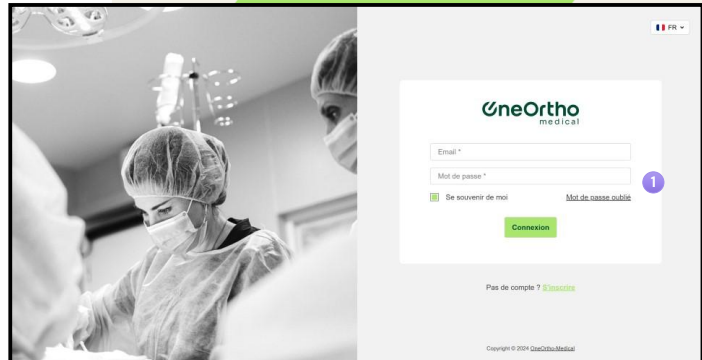 FR
OneOrtho
medical
Email *
Mot de passe *
1
Se souvenir de moi
Mot de passe oublié
Connexion
Pas de compte ? S'inscrire
Copyright © 2024 OneOrtho-Medical